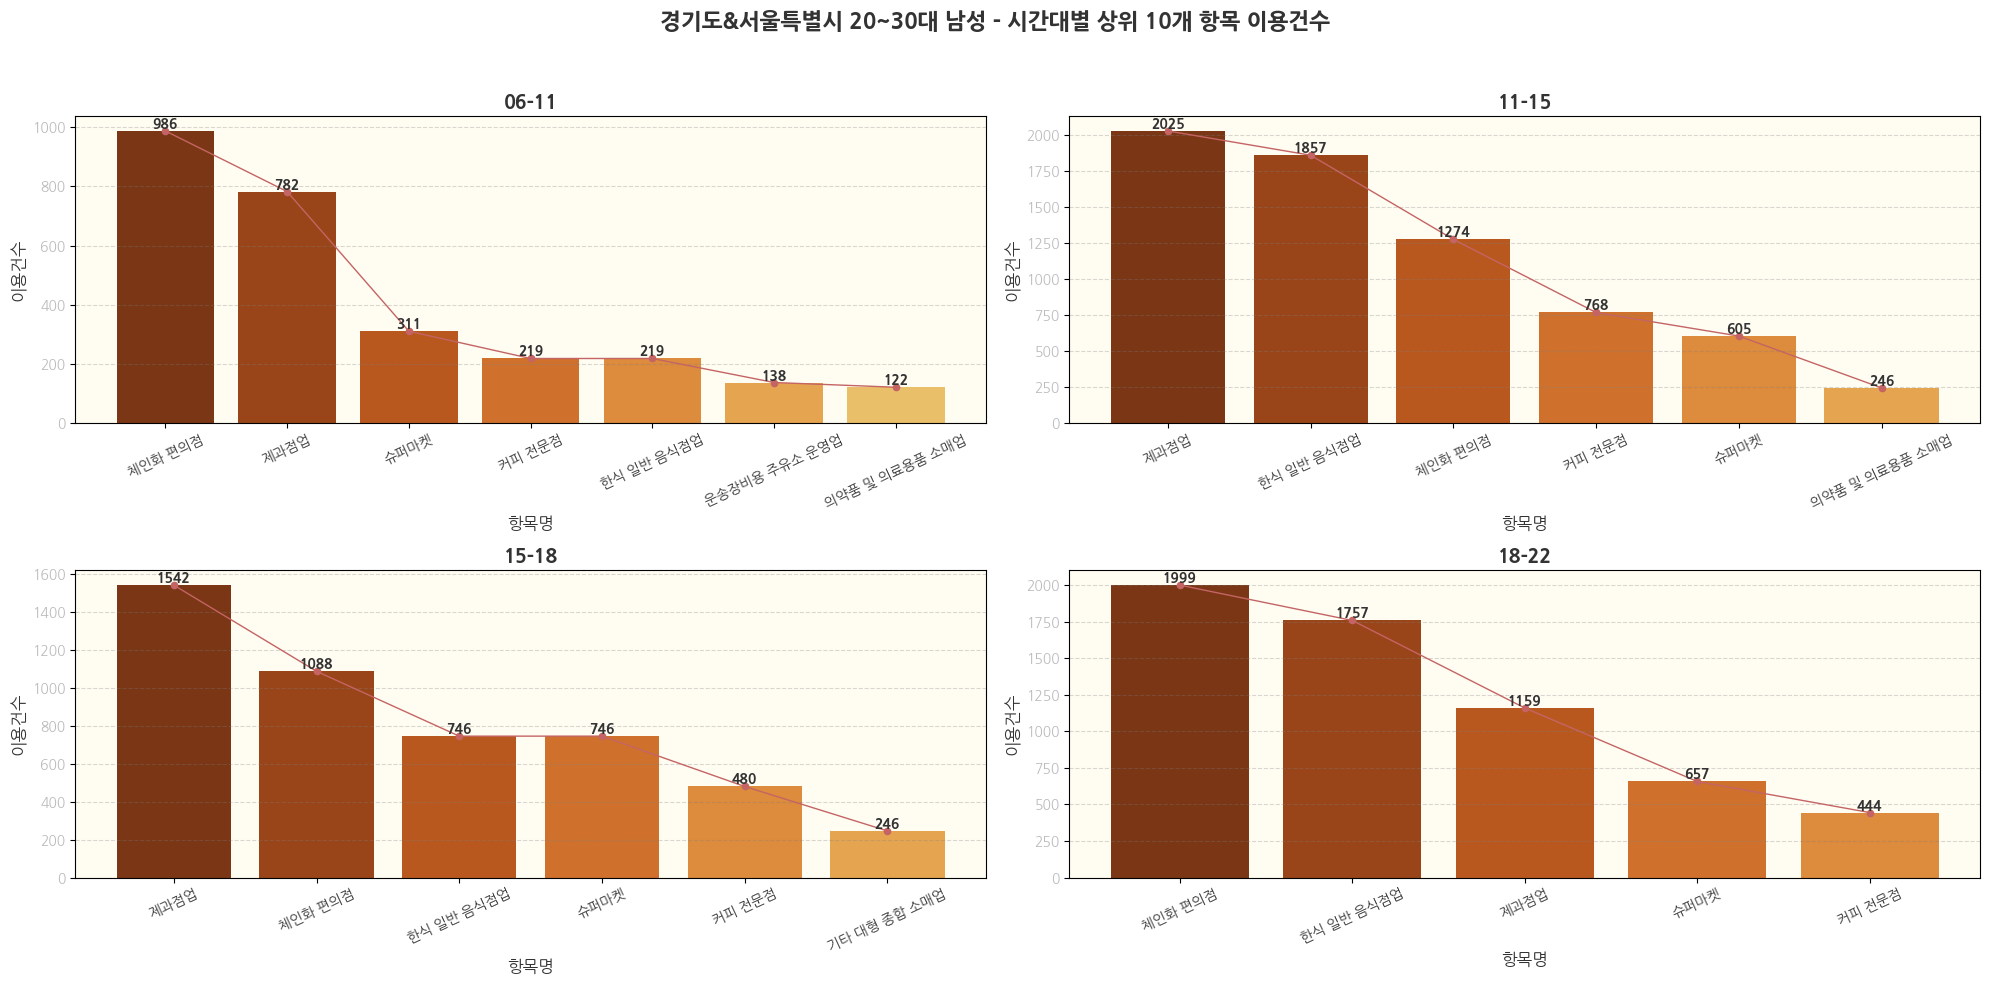 경기도&서울특별시 20~30대 남성 - 시간대별 상위 10개 항목 이용건수
06-11
이용건수
1000
800
600
400
200
0
986
782
311
219
219
138
122
체인화 편의점
제과점업
슈퍼마켓
커피 전문점
한식 일반 음식점업
운송장비용 주유소 운영업
의약품 및 의료용품 소매업
항목명
11-15
이용건수
2000
1750
1500
1250
1000
750
500
250
0
2025
1857
1274
768
605
246
제과점업
한식 일반 음식점업
체인화 편의점
커피 전문점
슈퍼마켓
의약품 및 의료용품 소매업
항목명
15-18
이용건수
1600
1400
1200
1000
800
600
400
200
0
1542
1088
746
746
480
246
제과점업
체인화 편의점
한식 일반 음식점업
슈퍼마켓
커피 전문점
기타 대형 종합 소매업
항목명
18-22
이용건수
2000
1750
1500
1250
1000
750
500
250
0
1999
1757
1159
657
444
체인화 편의점
한식 일반 음식점업
제과점업
슈퍼마켓
커피 전문점
항목명